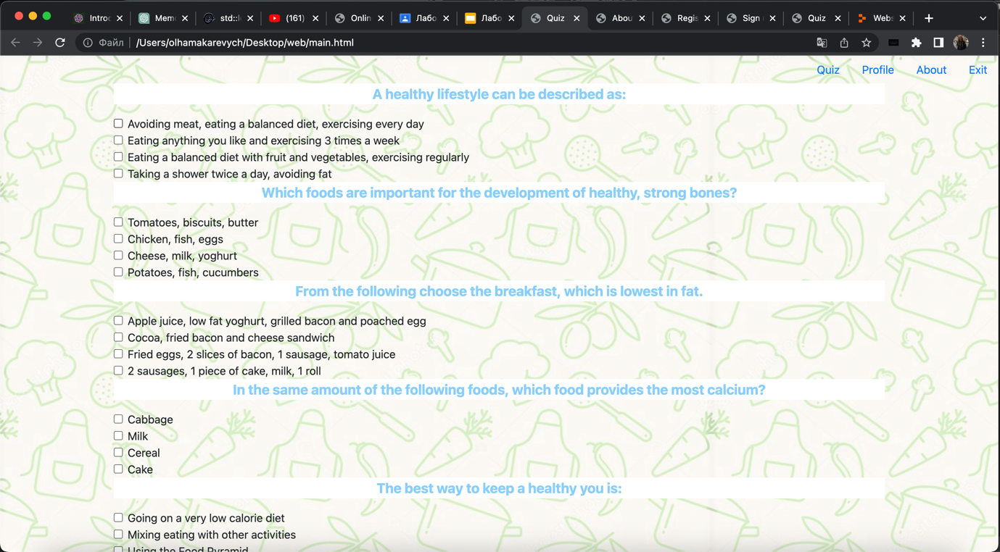 Introd
Mem
std::l
(161)
Onlin
Лабо
Лабо
Quiz
Abou
Regis
Sign
Quiz
Webs
Файл
/Users/olhamakarevych/Desktop/web/main.html
Quiz Profile About Exit
A healthy lifestyle can be described as:
Avoiding meat, eating a balanced diet, exercising every day
Eating anything you like and exercising 3 times a week
Eating a balanced diet with fruit and vegetables, exercising regularly
Taking a shower twice a day, avoiding fat
Which foods are important for the development of healthy, strong bones?
Tomatoes, biscuits, butter
Chicken, fish, eggs
Cheese, milk, yoghurt
Potatoes, fish, cucumbers
From the following choose the breakfast, which is lowest in fat.
Apple juice, low fat yoghurt, grilled bacon and poached egg
Cocoa, fried bacon and cheese sandwich
Fried eggs, 2 slices of bacon, 1 sausage, tomato juice
2 sausages, 1 piece of cake, milk, 1 roll
In the same amount of the following foods, which food provides the most calcium?
Cabbage
Milk
Cereal
Cake
The best way to keep a healthy you is:
Going on a very low calorie diet
Mixing eating with other activities
Using the Food Pyramid